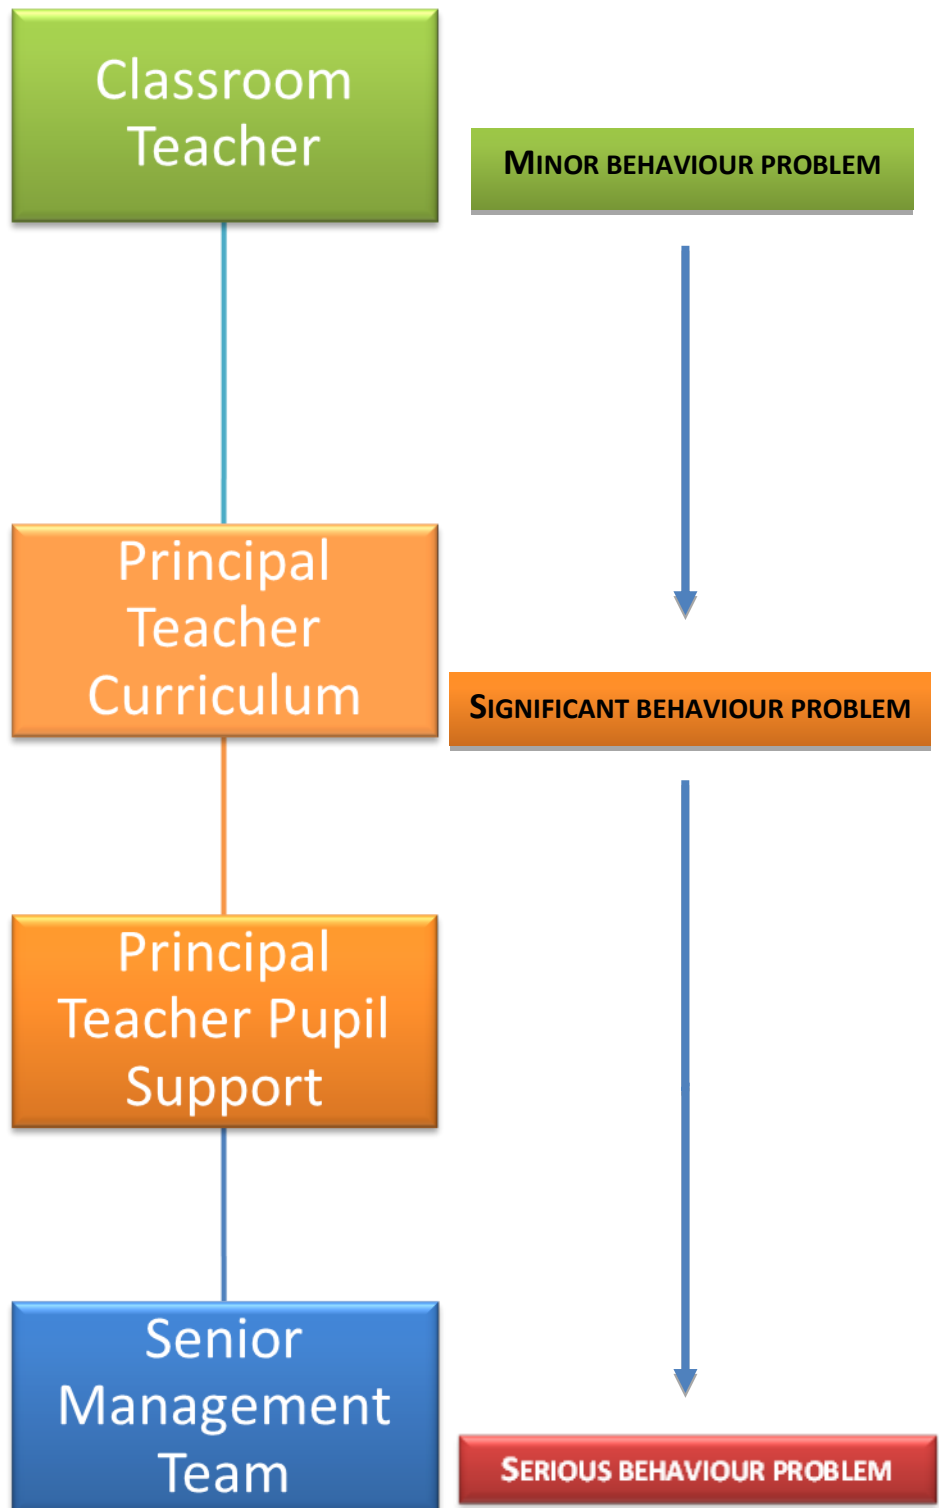 Classroom
Teacher
MINOR BEHAVIOUR PROBLEM
Principal
Teacher
Curriculum
SIGNIFICANT BEHAVIOUR PROBLEM
Principal
Teacher Pupil
Support
Senior
Management
Team
SERIOUS BEHAVIOUR PROBLEM